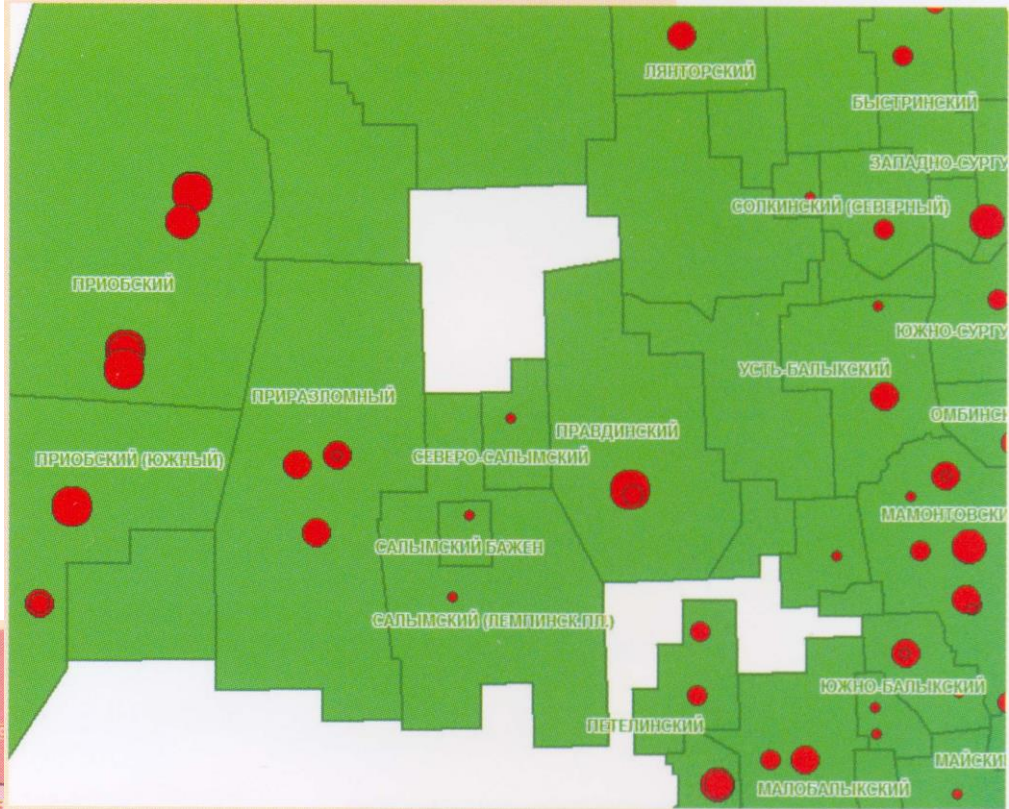 ЛЯНТОРСКИЙ
БЫСТРИНСКИЙ
ЗАПАДНО-СУРГУ
СОЛКИНСКИЙ (СЕВЕРНЫЙ)
ПРИОБСКИЙ
ЮЖНО-СУРГУ
УСТЬ-БАЛЫКСКИЙ
ПРИРАЗЛОМНЫЙ
ОМБИНСК
ПРАВДИНСКИЙ
ПРИОБСКИЙ (ЮЖНЫЙ)
СЕВЕРО-САЛЫМСКИЙ
МАМОНТОВСКИ
САЛЫМСКИЙ БАЖЕН
САЛЫМСКИЙ (ЛЕМПИНСК.ПЛ.)
ЮЖНО-БАЛЫКСКИЙ
ПЕТЕЛИНСКИЙ
МАЙСКИ
МАЛОБАЛЫКСКИЙ